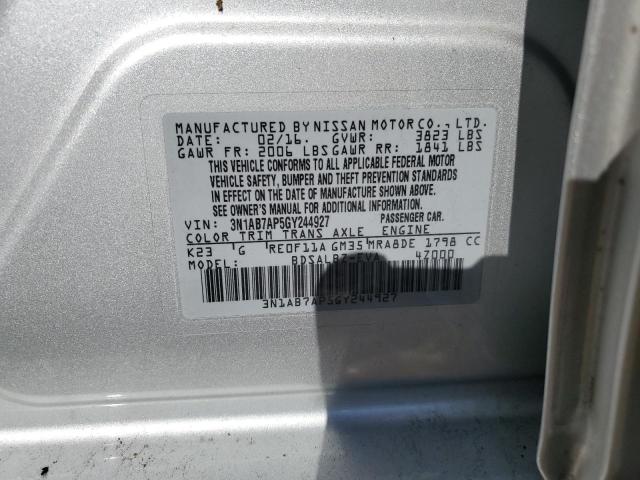 MANUFACTURED BY NISSAN MOTOR CO., LTD.
DATE: 02/16. GVWR: 3823 LBS
GAWR FR: 2006 LBS GAWR RR: 1841 LBS
THIS VEHICLE CONFORMS TO ALL APPLICABLE FEDERAL MOTOR
VEHICLE SAFETY, BUMPER AND THEFT PREVENTION STANDARDS
IN EFFECT ON THE DATE OF MANUFACTURE SHOWN ABOVE.
SEE OWNER'S MANUAL FOR ADDITIONAL INFORMATION.
VIN: 3N1AB7AP5GY244927 PASSENGER CAR.
COLOR TRIM TRANS AXLE ENGINE
K23 G RE0F11A GM35 MRA8DE 1798 CC
BDSALBZ-EVA 47000
3N1AB7AP5GY244927